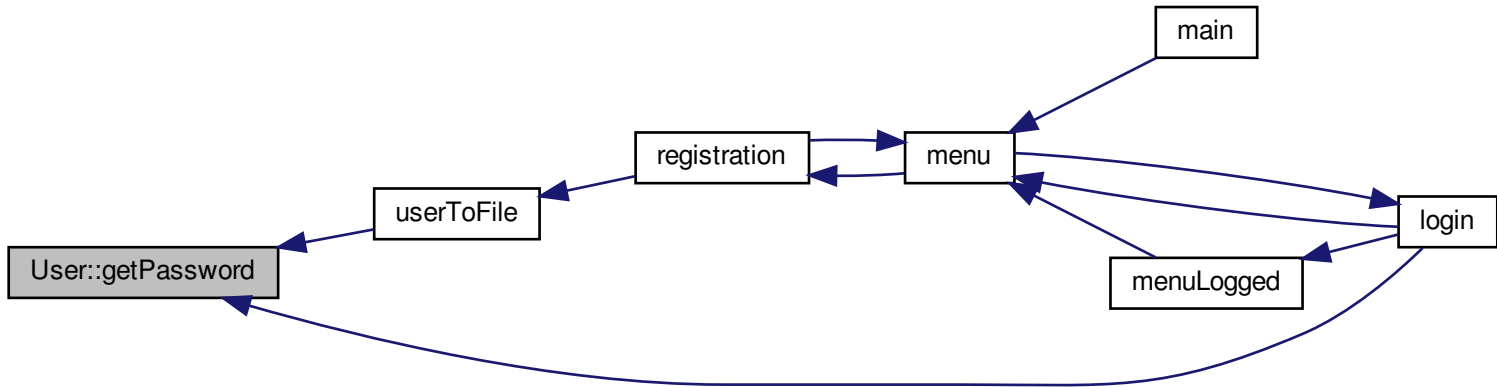 main
registration
menu
userToFile
login
User::getPassword
menuLogged